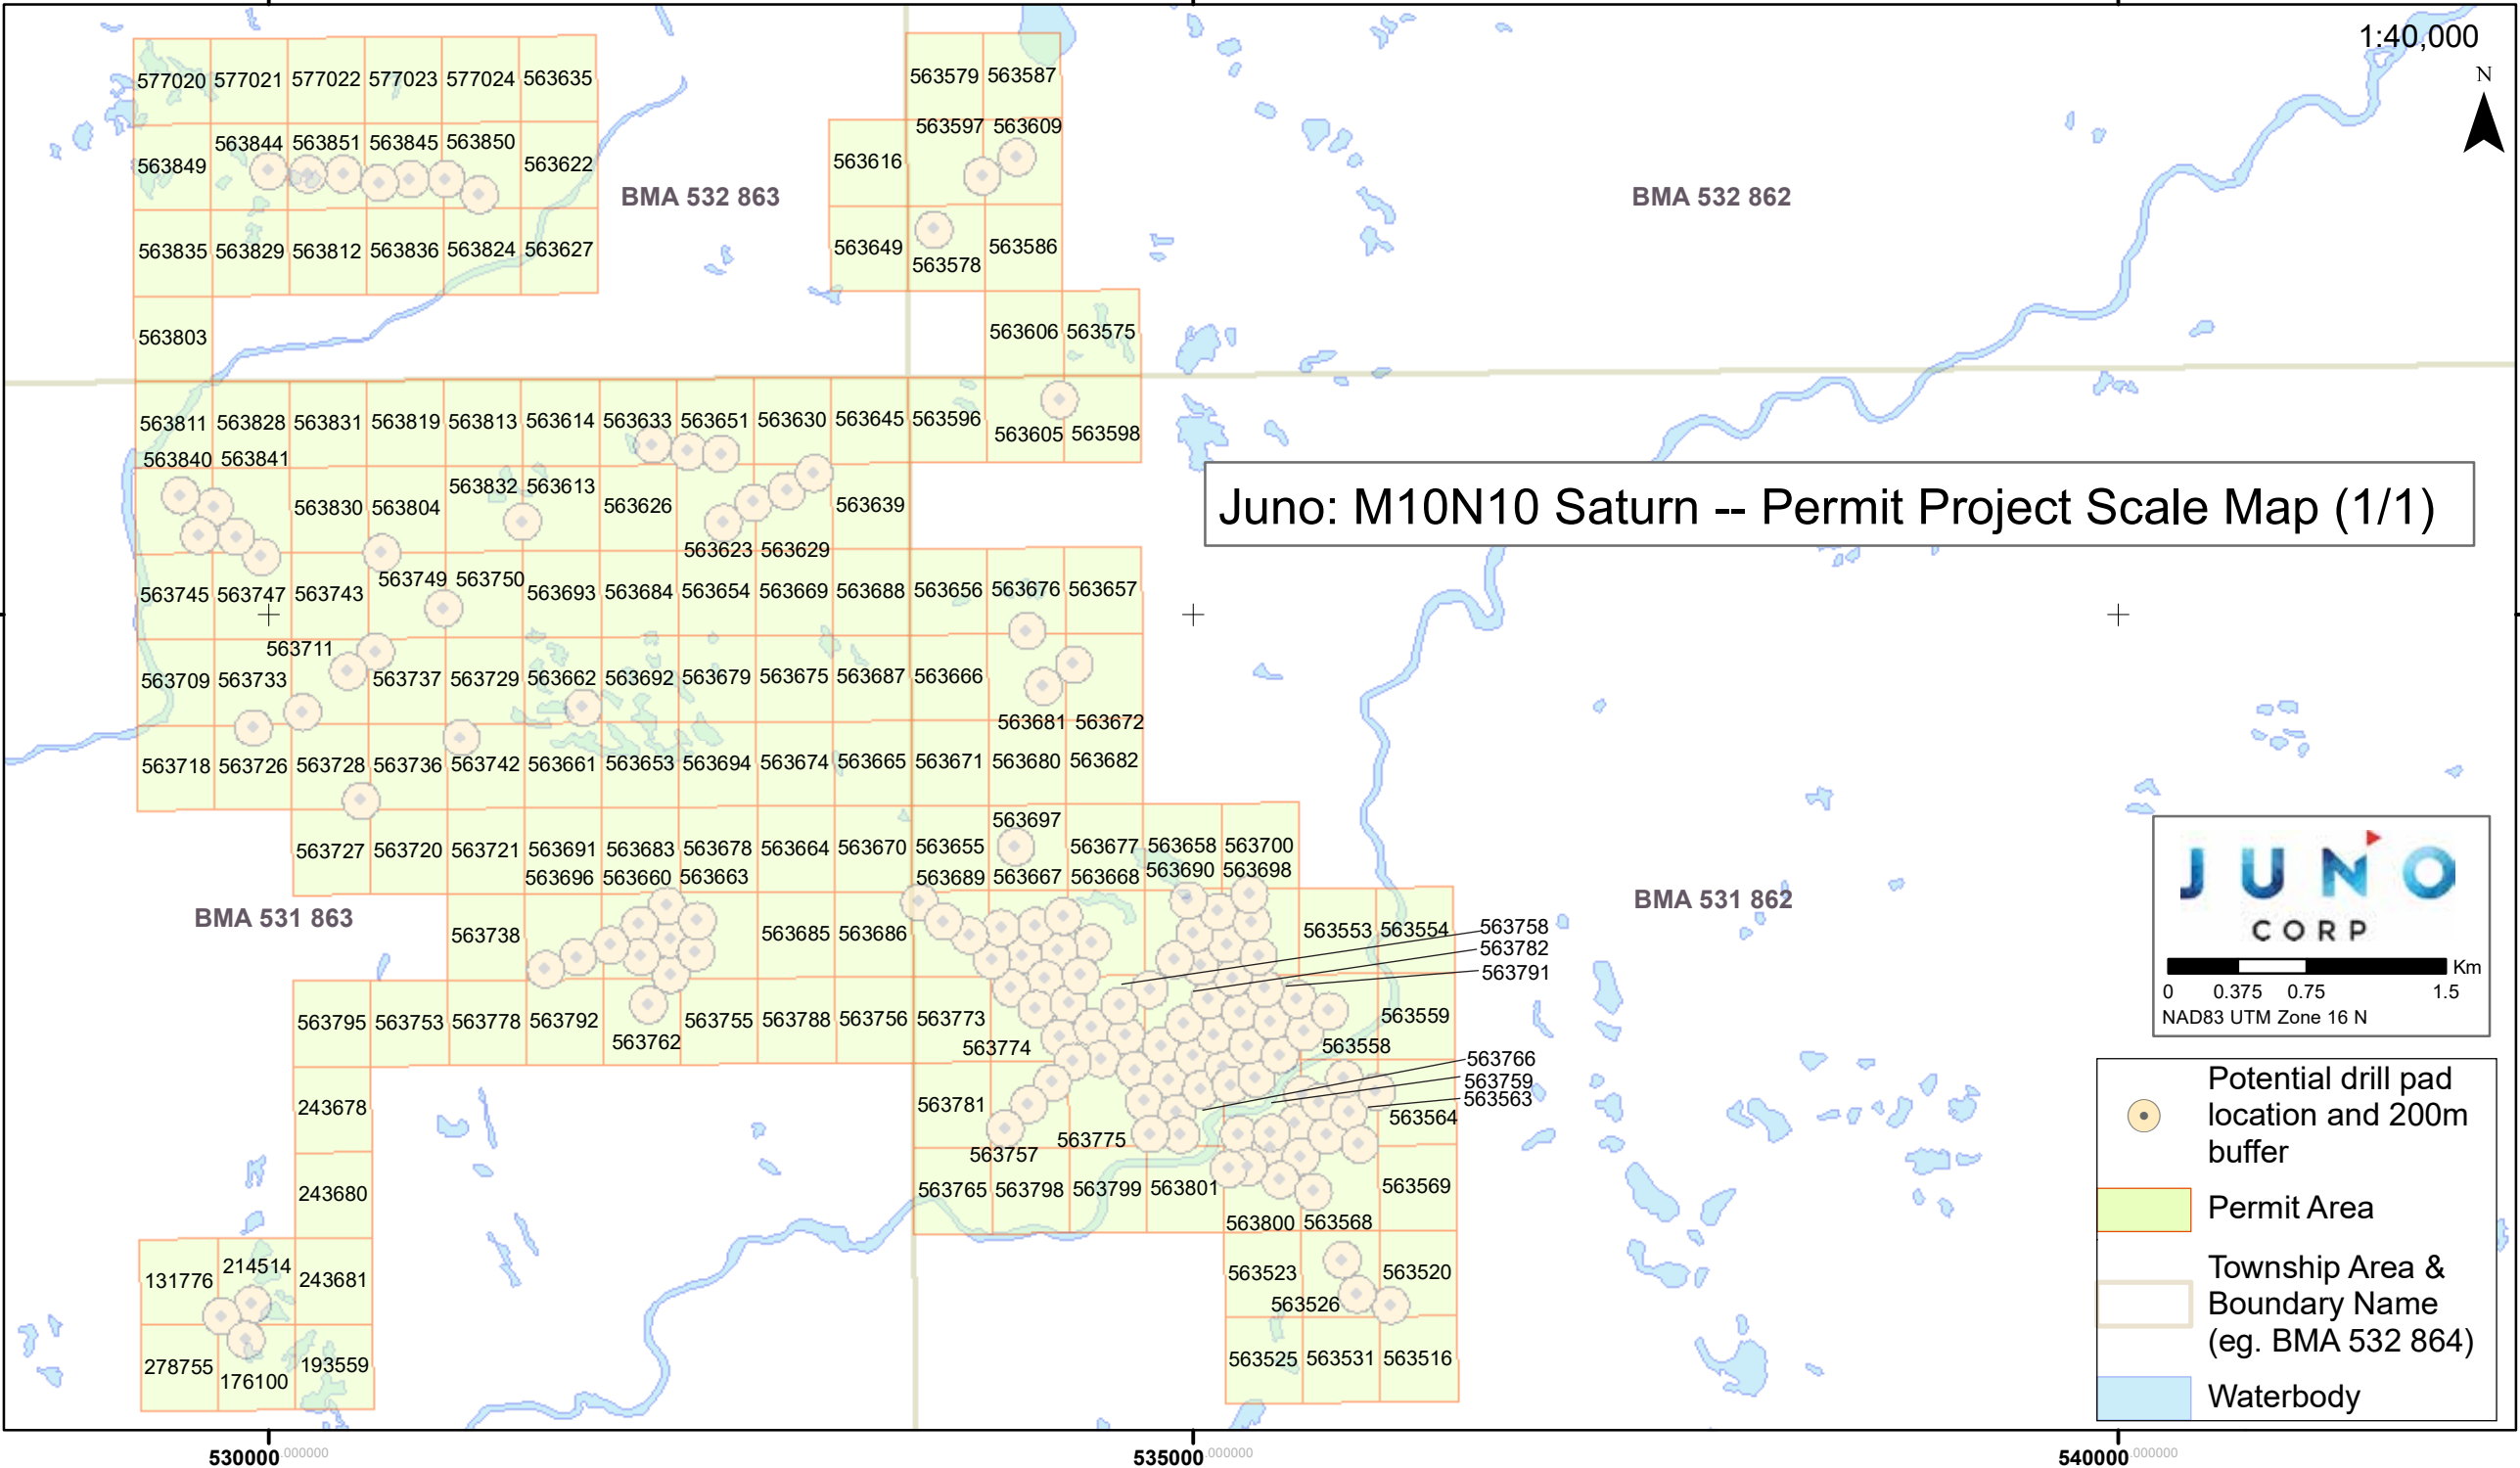 1:40,000
N
577020 577021 577022 577023 577024 563635
563579 563587
563844 563851 563845 563850
563849 563622
563597 563609
563616
BMA 532 863
BMA 532 862
563835 563829 563812 563836 563824 563627
563649 563578 563586
563803
563606 563575
563811 563828 563831 563819 563813 563614 563633 563651 563630 563645 563596
563605 563598
563840 563841
563832 563613
563830 563804 563626 563639
Juno: M10N10 Saturn -- Permit Project Scale Map (1/1)
563623 563629
563749 563750
563745 563747 563743 563693 563684 563654 563669 563688 563656 563676 563657
563711
563709 563733 563737 563729 563662 563692 563679 563675 563687 563666
563681 563672
563718 563726 563728 563736 563742 563661 563653 563694 563674 563665 563671 563680 563682
563697
563727 563720 563721 563691 563683 563678 563664 563670 563655 563677 563658 563700
563696 563660 563663 563689 563667 563668 563690 563698
BMA 531 863
BMA 531 862
563738 563685 563686 563553 563554
563758
563782
563791
563795 563753 563778 563792 563755 563788 563756 563773 563559
563762 563774 563558
563766
563759
563563
243678 563781 563564
563775
563757
243680 563765 563798 563799 563801 563569
563800 563568
131776 214514 243681 563523 563520
563526
278755 176100 193559 563525 563531 563516
JUNO
CORP
Km
0 0.375 0.75 1.5
NAD83 UTM Zone 16 N
Potential drill pad
location and 200m
buffer
Permit Area
Township Area &
Boundary Name
(eg. BMA 532 864)
Waterbody
530000.000000 535000.000000 540000.000000